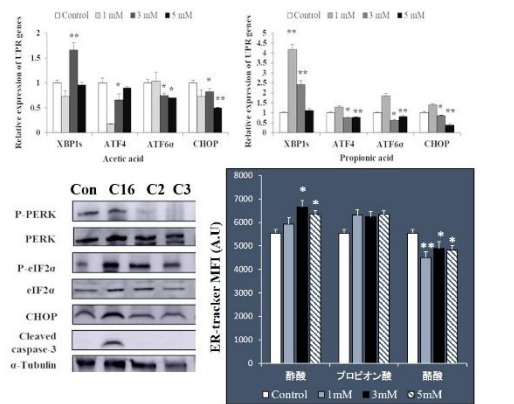 Control 1 mM 3 mM 5 mM
Relative expression of UPR genes
2
1.5
1
0.5
0
**
*
* *
*
**
XBP1s ATF4 ATF6α CHOP
Acetic acid
Control 1 mM 3 mM 5 mM
Relative expression of UPR genes
5
4.5
4
3.5
3
2.5
2
1.5
1
0.5
0
**
**
* **
* **
* **
XBP1s ATF4 ATF6α CHOP
Propionic acid
Con C16 C2 C3
P-PERK
PERK
P-eIF2α
eIF2α
CHOP
Cleaved
caspase-3
α-Tubulin
ER-tracker MFI (A.U)
8000
7000
6000
5000
4000
3000
2000
1000
0
*
*
**
*
*
酢酸 プロピオン酸 酪酸
Control 1mM 3mM 5mM